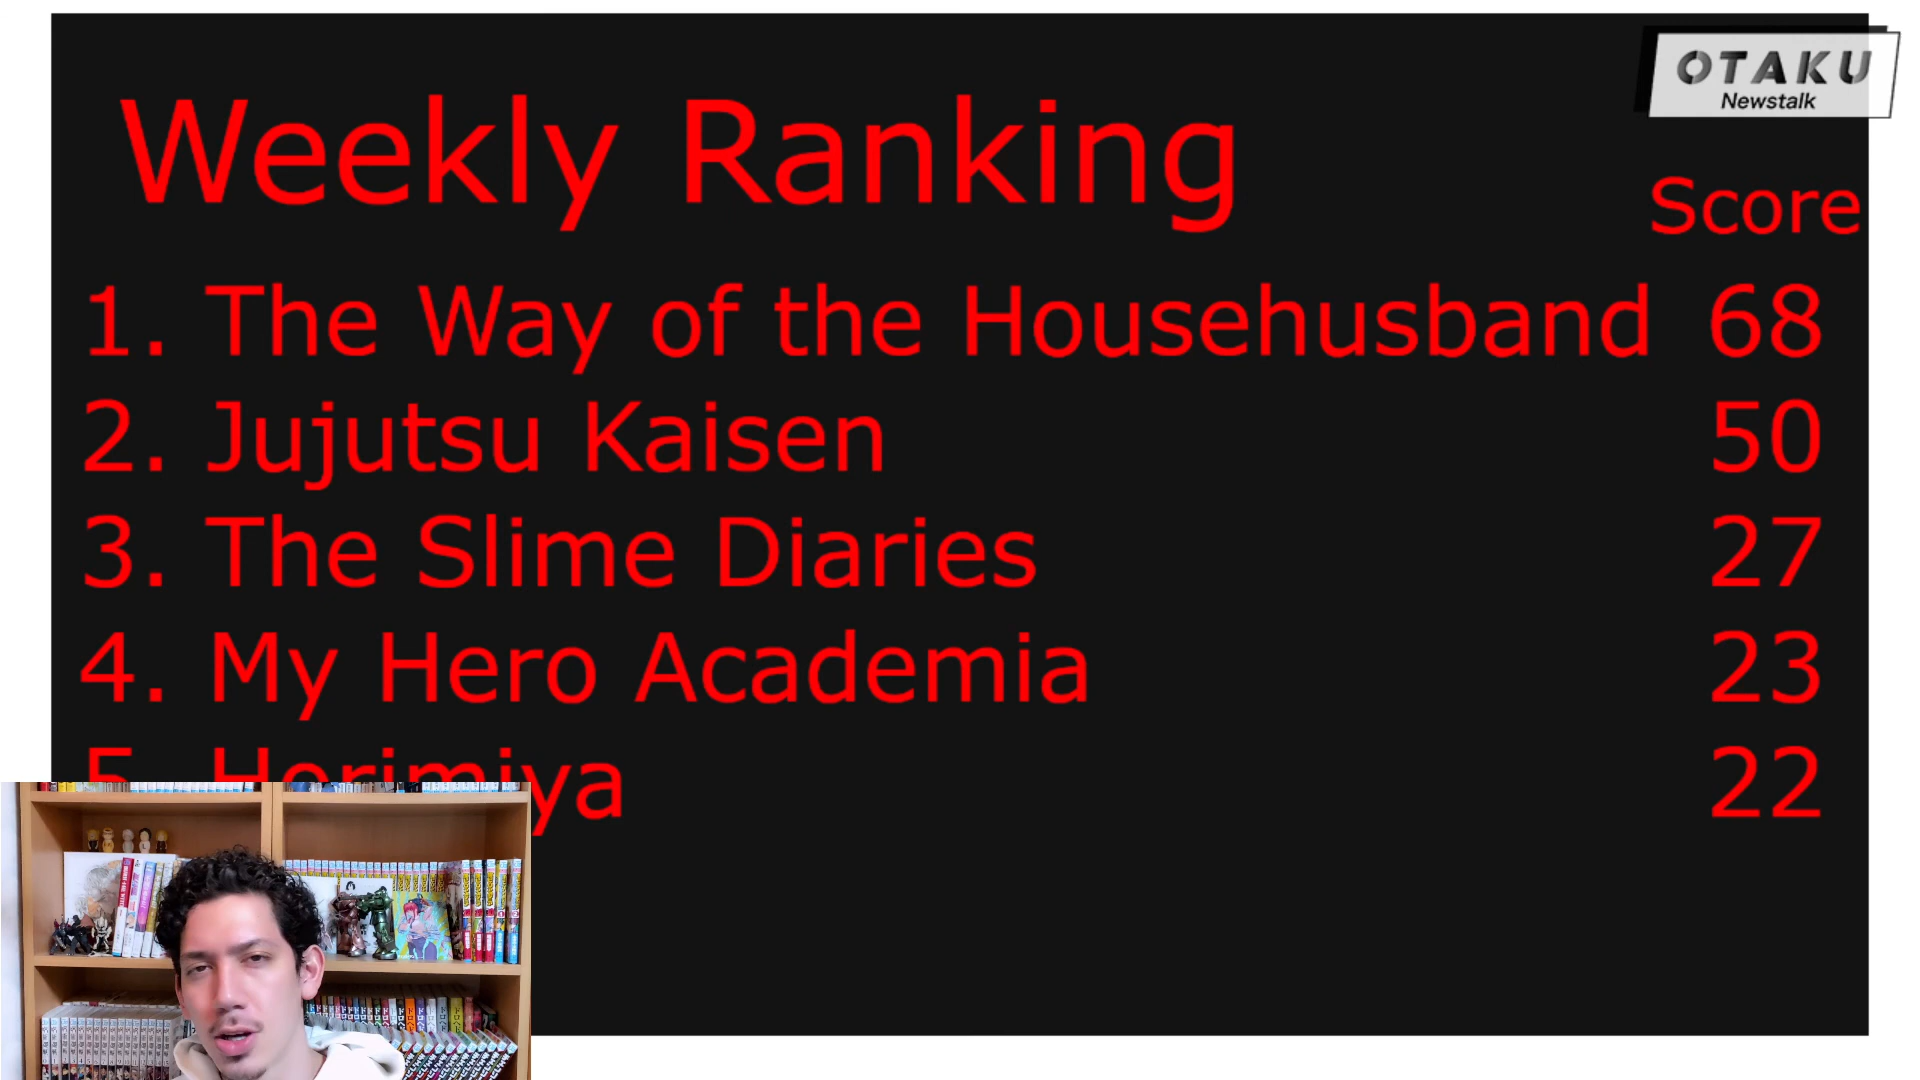 OTAKU
Newstalk
Weekly Ranking
Score
1. The Way of the Househusband 68
2. Jujutsu Kaisen 50
3. The Slime Diaries 27
4. My Hero Academia 23
5. Horimiya 22